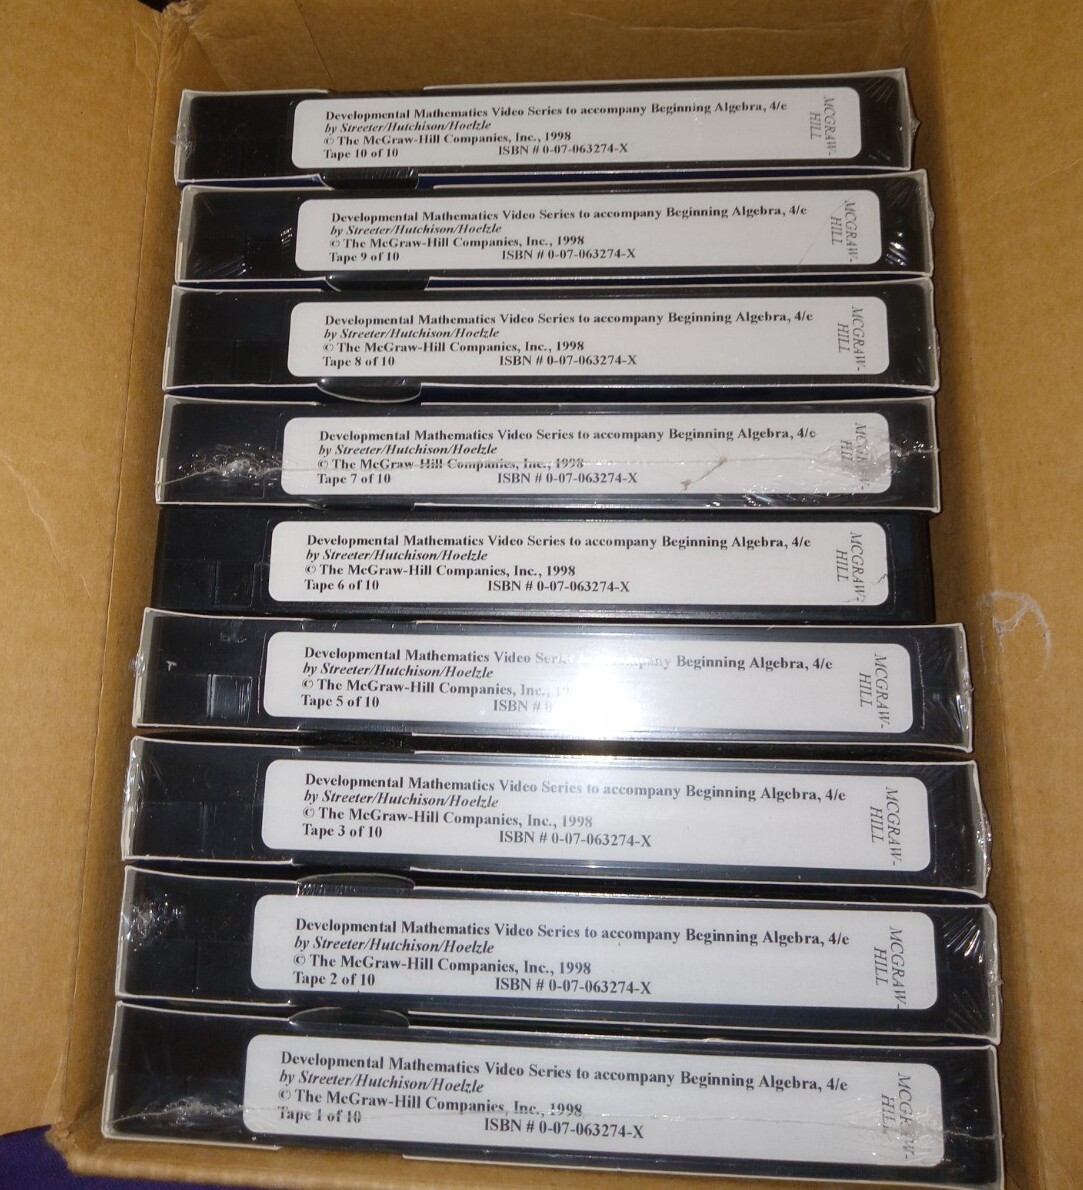 Developmental Mathematics Video Series to accompany Beginning Algebra, 4/e
by Streeter/Hutchison/Hoelzle
© The McGraw-Hill Companies, Inc., 1998
Tape 10 of 10 ISBN # 0-07-063274-X
MCGRAW-
HILL
Developmental Mathematics Video Series to accompany Beginning Algebra, 4/e
by Streeter/Hutchison/Hoelzle
© The McGraw-Hill Companies, Inc., 1998
Tape 9 of 10 ISBN # 0-07-063274-X
MCGRAW-
HILL
Developmental Mathematics Video Series to accompany Beginning Algebra, 4/e
by Streeter/Hutchison/Hoelzle
© The McGraw-Hill Companies, Inc., 1998
Tape 8 of 10 ISBN # 0-07-063274-X
MCGRAW-
HILL
Developmental Mathematics Video Series to accompany Beginning Algebra, 4/e
by Streeter/Hutchison/Hoelzle
© The McGraw-Hill Companies, Inc., 1998
Tape 7 of 10 ISBN # 0-07-063274-X
Developmental Mathematics Video Series to accompany Beginning Algebra, 4/e
by Streeter/Hutchison/Hoelzle
© The McGraw-Hill Companies, Inc., 1998
Tape 6 of 10 ISBN # 0-07-063274-X
MCGRAW-
HILL
Developmental Mathematics Video Beginning Algebra, 4/e
by Streeter/Hutchison/Hoelzle
© The McGraw-Hill Companies, Inc.,
Tape 5 of 10 ISBN #
MCGRAW-
HILL
Developmental Mathematics Video Series to accompany Beginning Algebra, 4/e
by Streeter/Hutchison/Hoelzle
© The McGraw-Hill Companies, Inc., 1998
Tape 3 of 10 ISBN # 0-07-063274-X
MCGRAW-
HILL
Developmental Mathematics Video Series to accompany Beginning Algebra, 4/e
by Streeter/Hutchison/Hoelzle
© The McGraw-Hill Companies, Inc., 1998
Tape 2 of 10 ISBN # 0-07-063274-X
MCGRAW-
HILL
Developmental Mathematics Video Series to accompany Beginning Algebra, 4/e
by Streeter/Hutchison/Hoelzle
© The McGraw-Hill Companies, Inc., 1998
Tape 1 of 10 ISBN # 0-07-063274-X
MCGRAW-
HILL